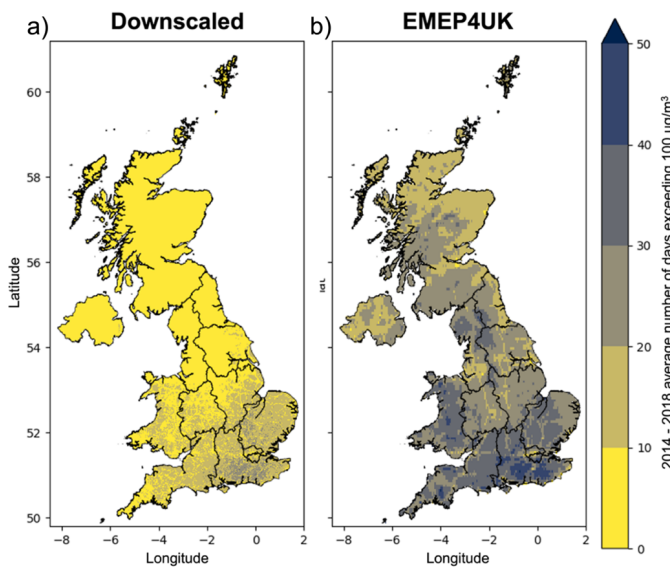 a) Downscaled
b) EMEP4UK
60
58
56
54
52
50
Latitude
−8 −6 −4 −2 0 2
Longitude
−8 −6 −4 −2 0 2
Longitude
50
40
30
20
10
0
2014 - 2018 average number of days exceeding 100 µg/m³